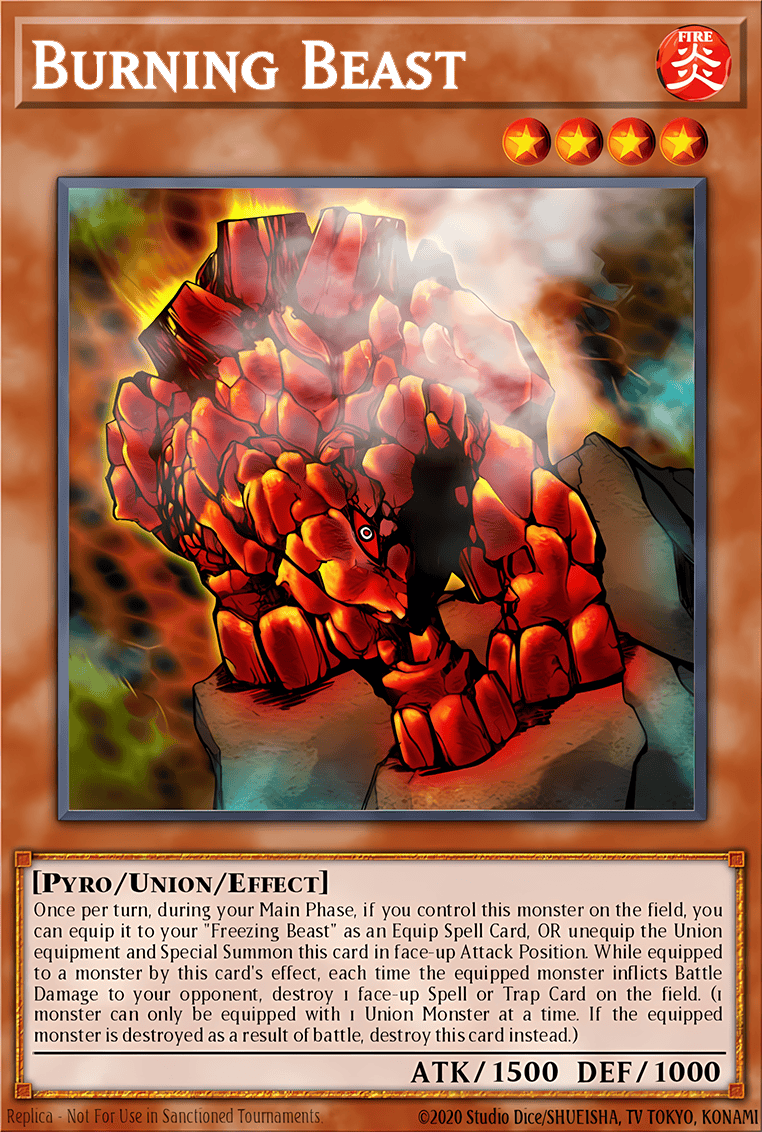 Burning Beast
FIRE
炎
[Pyro/Union/Effect]
Once per turn, during your Main Phase, if you control this monster on the field, you
can equip it to your "Freezing Beast" as an Equip Spell Card, OR unequip the Union
equipment and Special Summon this card in face-up Attack Position. While equipped
to a monster by this card's effect, each time the equipped monster inflicts Battle
Damage to your opponent, destroy 1 face-up Spell or Trap Card on the field. (1
monster can only be equipped with 1 Union Monster at a time. If the equipped
monster is destroyed as a result of battle, destroy this card instead.)
ATK/1500 DEF/1000
Replica - Not For Use in Sanctioned Tournaments. ©2020 Studio Dice/SHUEISHA, TV TOKYO, KONAMI